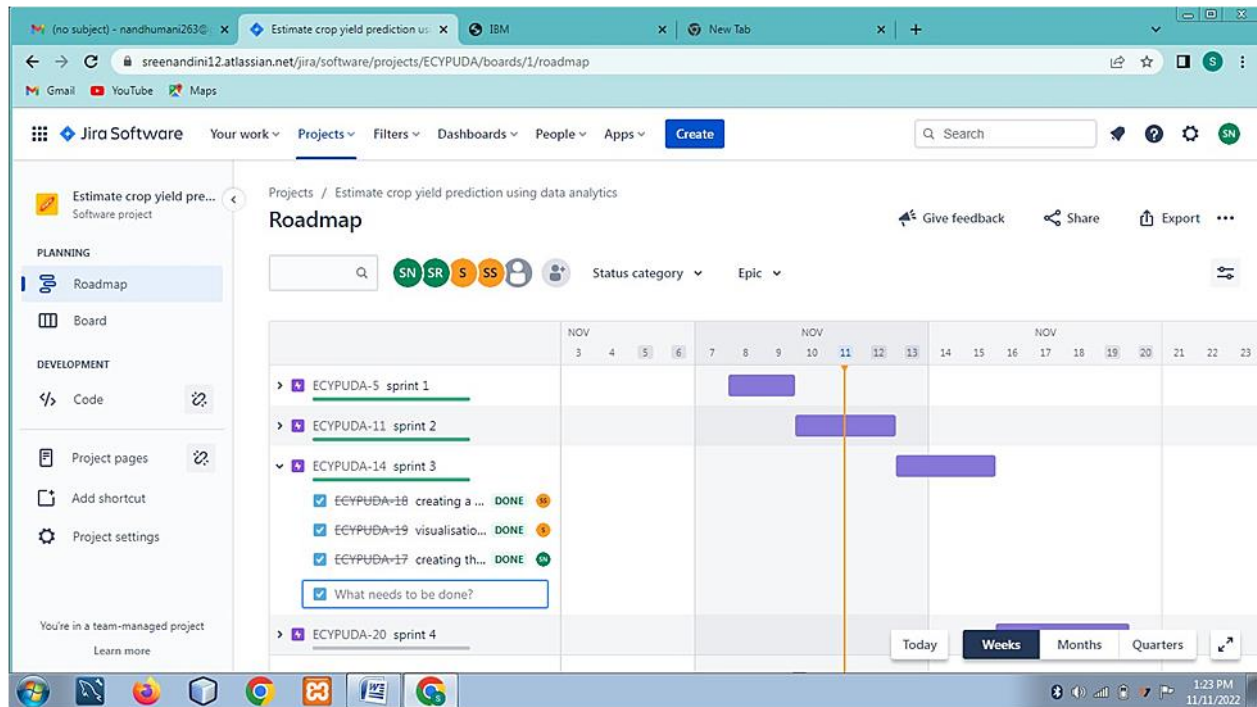 (no subject) - nandhumani263@
Estimate crop yield prediction us
IBM
New Tab
sreenandini12.atlassian.net/jira/software/projects/ECYPUDA/boards/1/roadmap
S
Gmail YouTube Maps
Jira Software Your work Projects Filters Dashboards People Apps Create Search SN
Estimate crop yield pre...
Software project
PLANNING
Roadmap
Board
DEVELOPMENT
Code
Project pages
Add shortcut
Project settings
You're in a team-managed project
Learn more
Projects / Estimate crop yield prediction using data analytics
Roadmap
Give feedback Share Export
SN SR S SS Status category Epic
NOV NOV NOV
3 4 5 6 7 8 9 10 11 12 13 14 15 16 17 18 19 20 21 22 23
ECYPUDA-5 sprint 1
ECYPUDA-11 sprint 2
ECYPUDA-14 sprint 3
ECYPUDA-18 creating a ... DONE SS
ECYPUDA-19 visualisatio... DONE S
ECYPUDA-17 creating th... DONE SN
What needs to be done?
ECYPUDA-20 sprint 4
Today Weeks Months Quarters
1:23 PM
11/11/2022